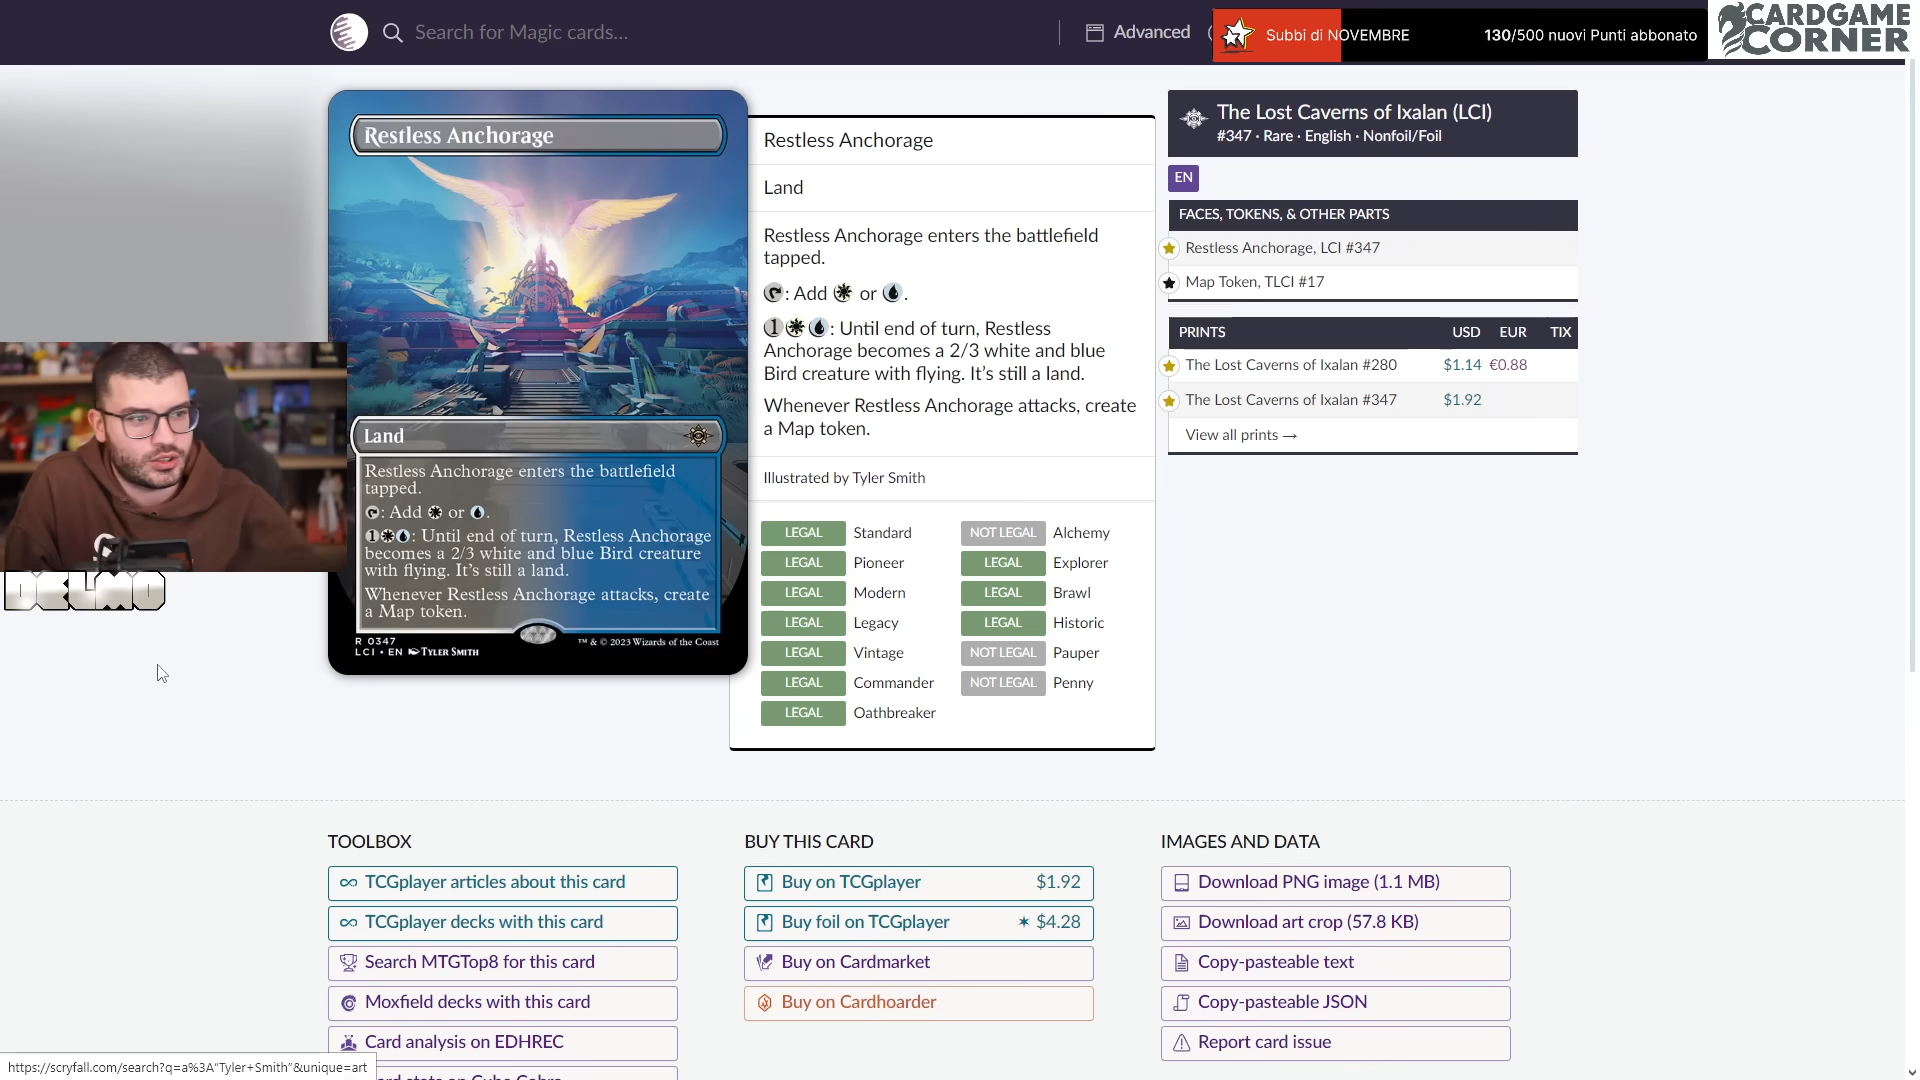 Search for Magic cards...
Advanced
Subbi di NOVEMBRE
130/500 nuovi Punti abbonato
CARDGAME
CORNER
Restless Anchorage
Land
Restless Anchorage enters the battlefield
tapped.
: Add or .
1: Until end of turn, Restless Anchorage
becomes a 2/3 white and blue Bird creature
with flying. It's still a land.
Whenever Restless Anchorage attacks, create
a Map token.
R 0347
LCI • EN TYLER SMITH
™ & © 2023 Wizards of the Coast
DELMO
Restless Anchorage
Land
Restless Anchorage enters the battlefield
tapped.
: Add or .
1: Until end of turn, Restless
Anchorage becomes a 2/3 white and blue
Bird creature with flying. It's still a land.
Whenever Restless Anchorage attacks, create
a Map token.
Illustrated by Tyler Smith
LEGAL Standard NOT LEGAL Alchemy
LEGAL Pioneer LEGAL Explorer
LEGAL Modern LEGAL Brawl
LEGAL Legacy LEGAL Historic
LEGAL Vintage NOT LEGAL Pauper
LEGAL Commander NOT LEGAL Penny
LEGAL Oathbreaker
The Lost Caverns of Ixalan (LCI)
#347 · Rare · English · Nonfoil/Foil
EN
FACES, TOKENS, & OTHER PARTS
Restless Anchorage, LCI #347
Map Token, TLCI #17
PRINTS USD EUR TIX
The Lost Caverns of Ixalan #280 $1.14 €0.88
The Lost Caverns of Ixalan #347 $1.92
View all prints →
TOOLBOX
TCGplayer articles about this card
TCGplayer decks with this card
Search MTGTop8 for this card
Moxfield decks with this card
Card analysis on EDHREC
BUY THIS CARD
Buy on TCGplayer $1.92
Buy foil on TCGplayer ✶ $4.28
Buy on Cardmarket
Buy on Cardhoarder
IMAGES AND DATA
Download PNG image (1.1 MB)
Download art crop (57.8 KB)
Copy-pasteable text
Copy-pasteable JSON
Report card issue
https://scryfall.com/search?q=a%3A"Tyler+Smith"&unique=art